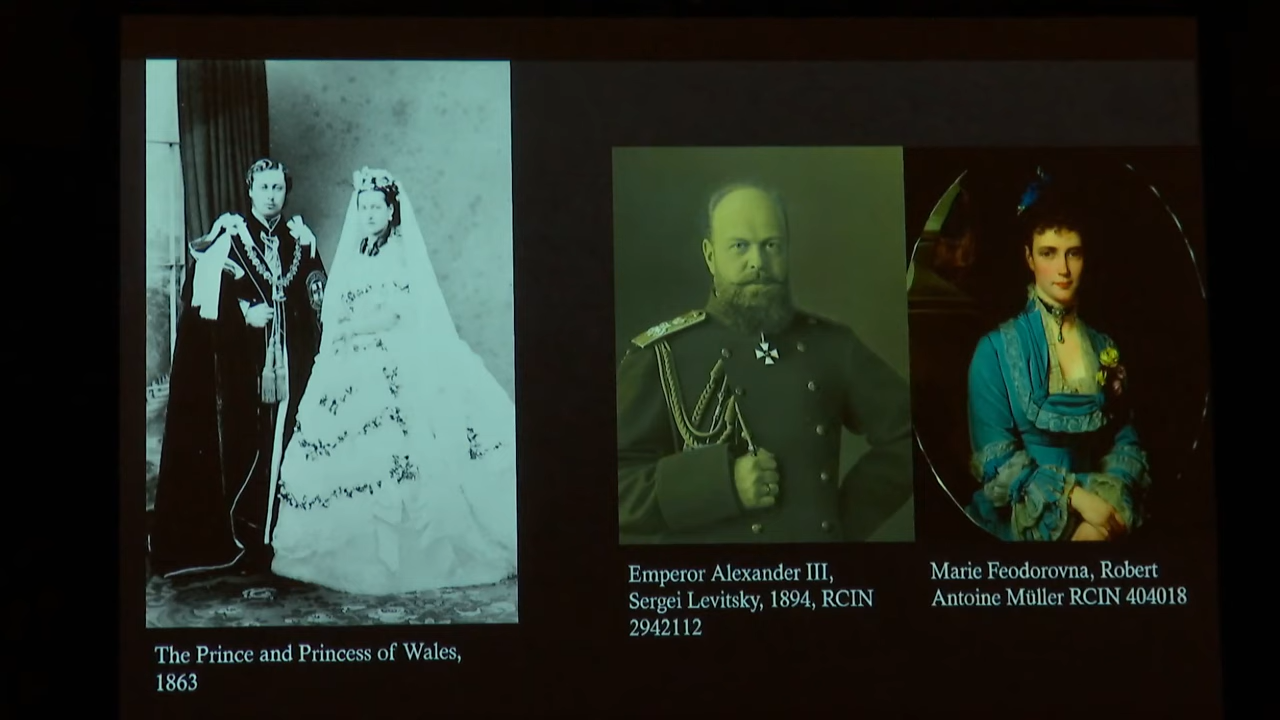 The Prince and Princess of Wales,
1863
Emperor Alexander III,
Sergei Levitsky, 1894, RCIN
2942112
Marie Feodorovna, Robert
Antoine Müller RCIN 404018